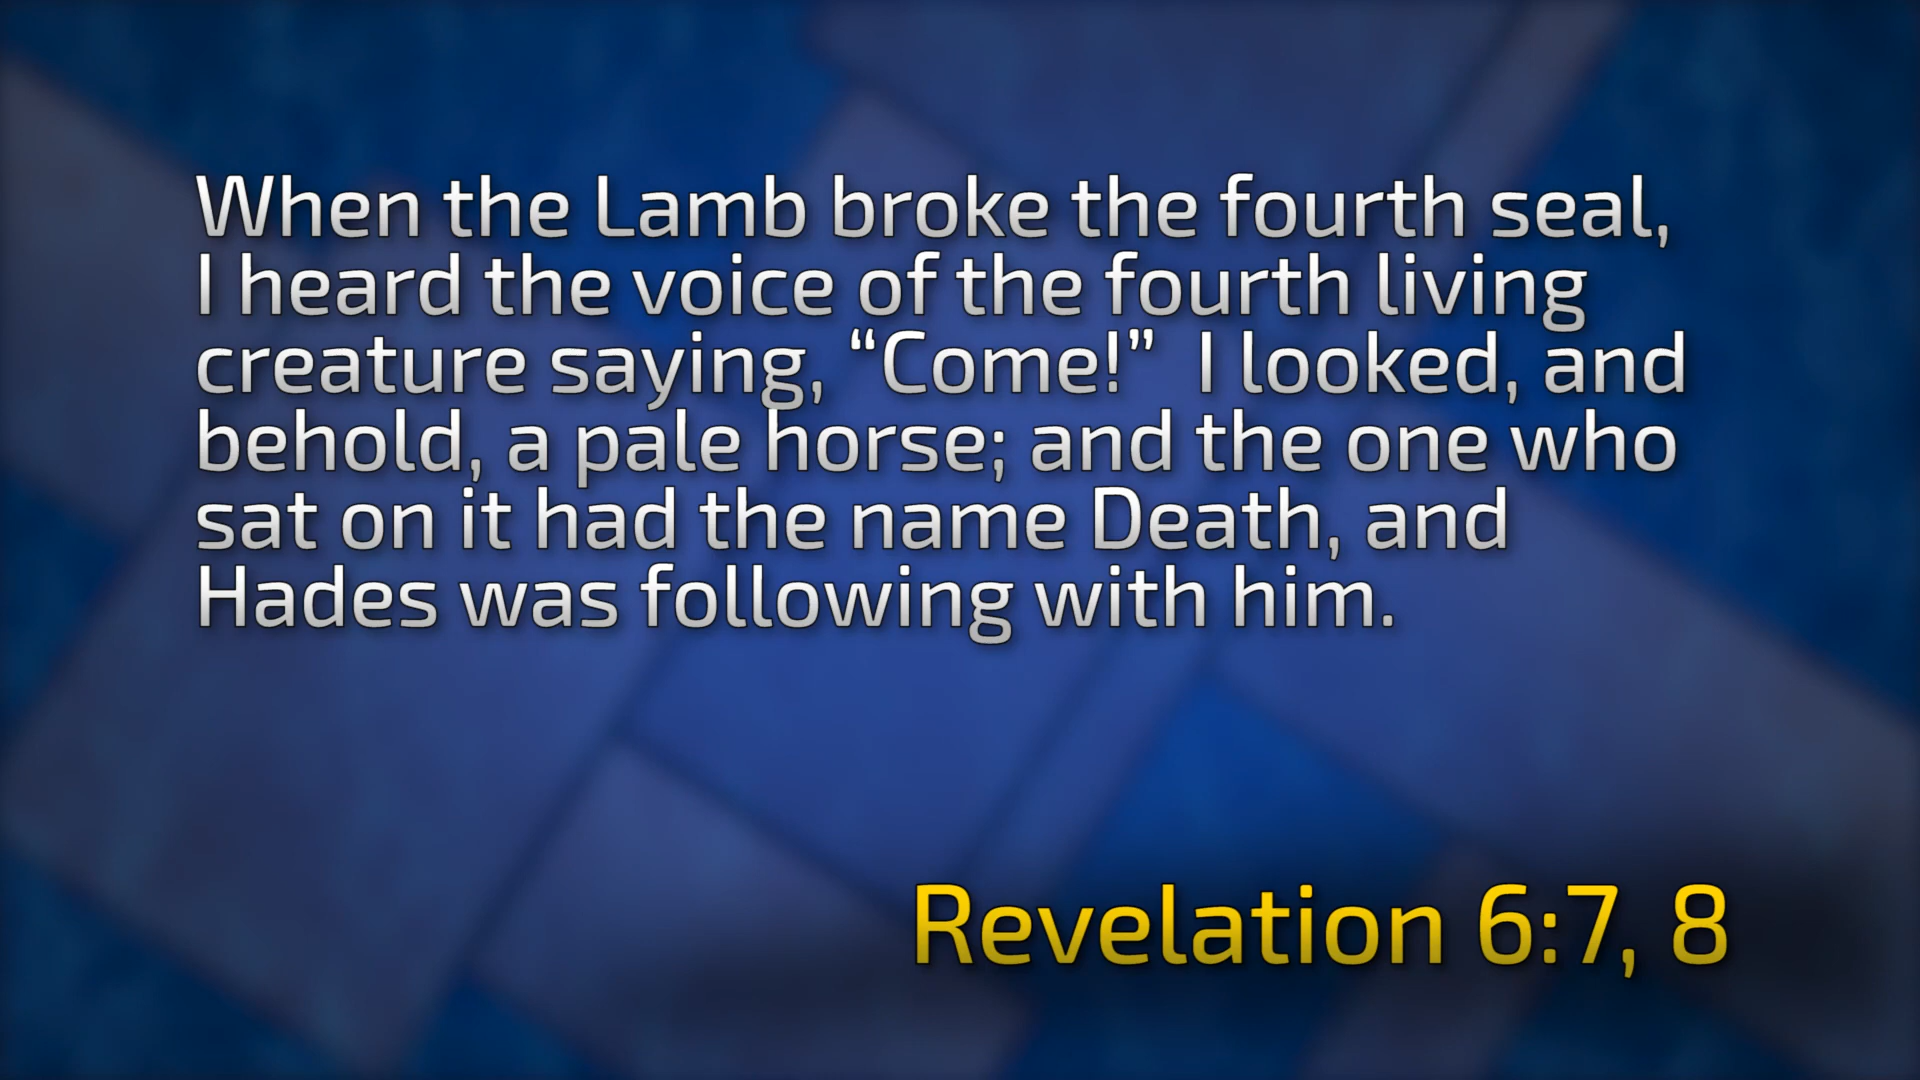 When the Lamb broke the fourth seal,
I heard the voice of the fourth living
creature saying, “Come!”  I looked, and
behold, a pale horse; and the one who
sat on it had the name Death, and
Hades was following with him.
Revelation 6:7, 8